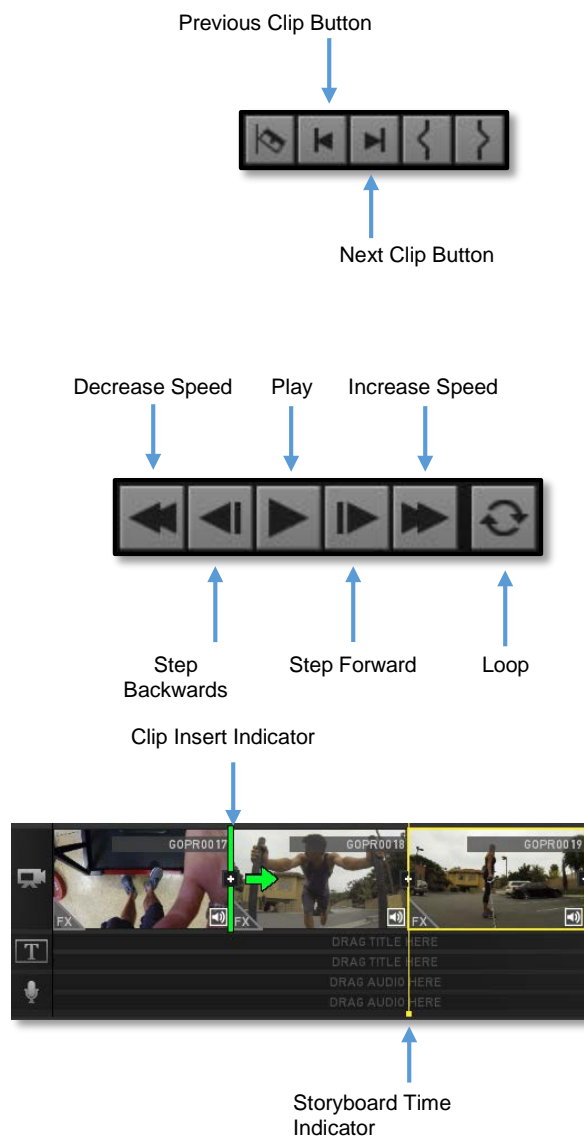 Previous Clip Button
Next Clip Button
Decrease Speed
Play
Increase Speed
Step
Backwards
Step Forward
Loop
Clip Insert Indicator
GOPR0017
GOPR0018
GOPR0019
FX
FX
FX
T
DRAG TITLE HERE
DRAG TITLE HERE
DRAG AUDIO HERE
DRAG AUDIO HERE
Storyboard Time
Indicator